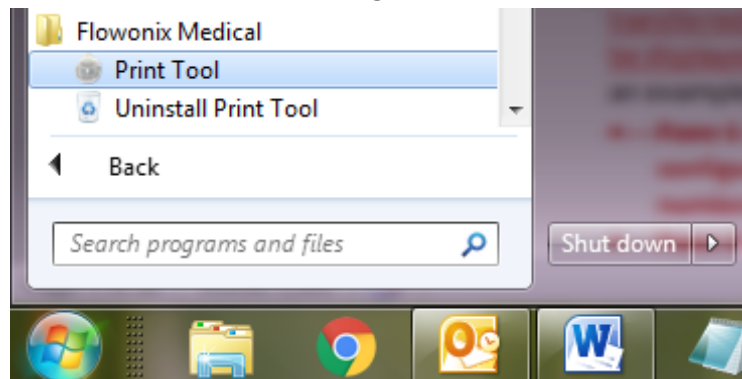 Flowonix Medical
Print Tool
Uninstall Print Tool
Back
Search programs and files
Shut down